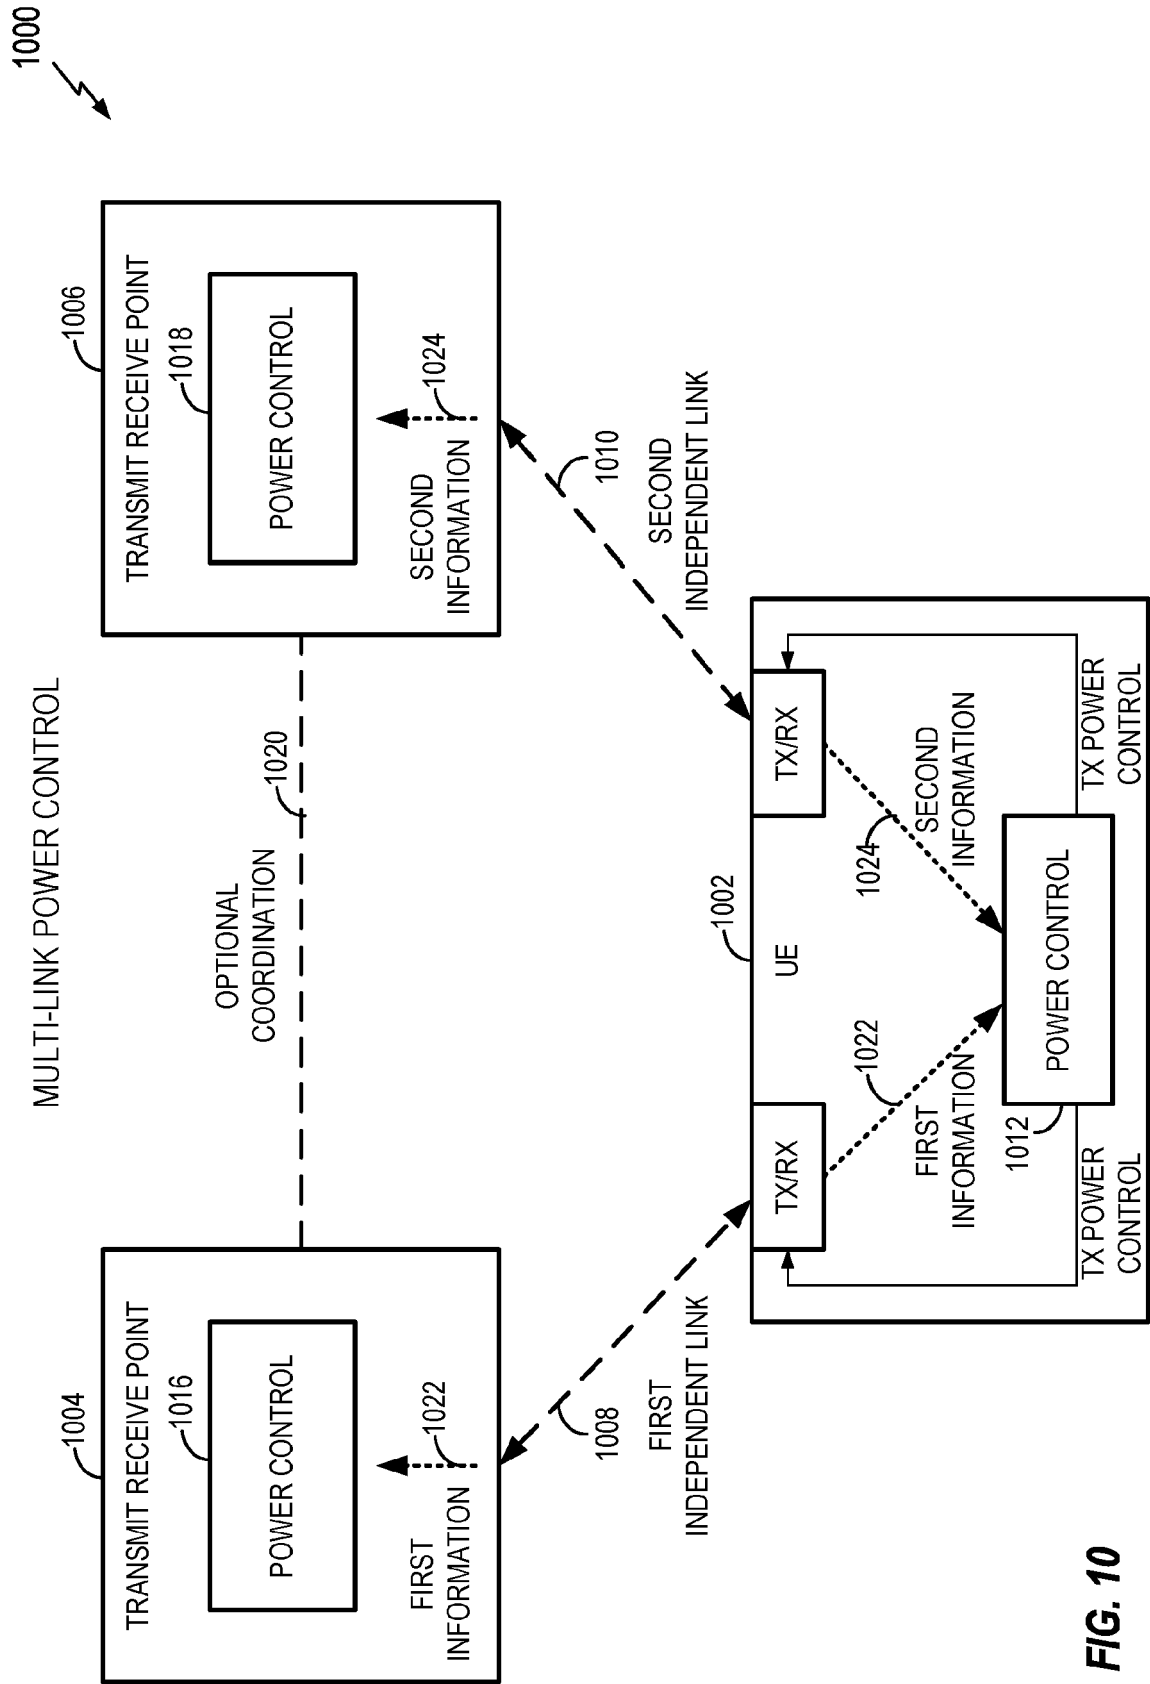 MULTI-LINK POWER CONTROL
1000
1004
TRANSMIT RECEIVE POINT
1016
POWER CONTROL
FIRST
INFORMATION
1022
OPTIONAL
COORDINATION
1020
1006
TRANSMIT RECEIVE POINT
1018
POWER CONTROL
SECOND
INFORMATION
1024
1008
FIRST
INDEPENDENT LINK
1010
SECOND
INDEPENDENT LINK
1002
UE
TX/RX
TX/RX
1022
FIRST
INFORMATION
1024
SECOND
INFORMATION
1012
POWER CONTROL
TX POWER
CONTROL
TX POWER
CONTROL
FIG. 10